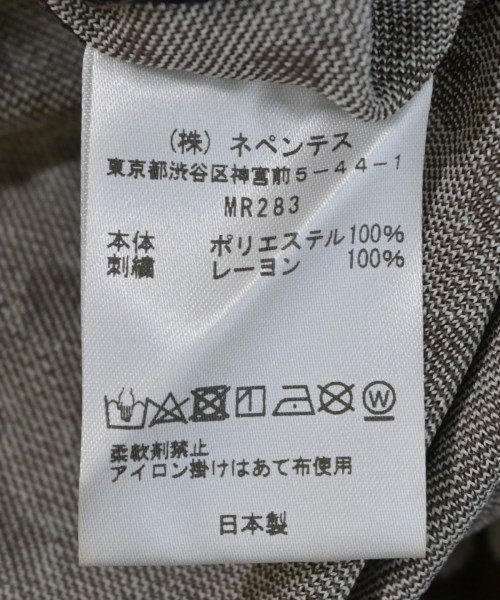 （株）ネペンテス
東京都渋谷区神宮前5-44-1
MR283
本体 ポリエステル100%
刺繍 レーヨン 100%
W
柔軟剤禁止
アイロン掛けはあて布使用
日本製